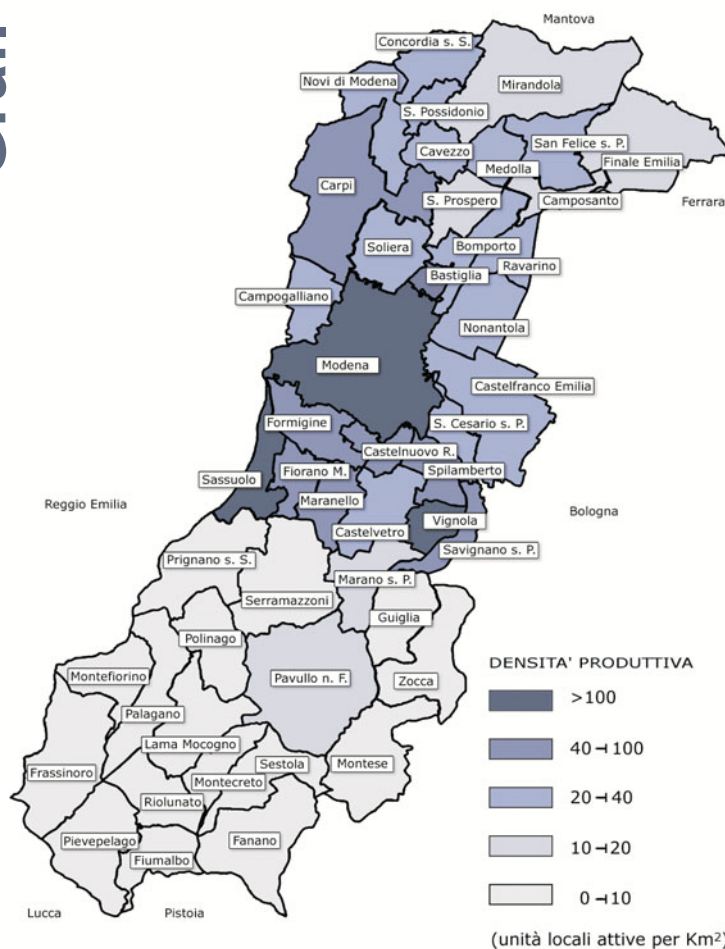 Mantova
Concordia s. S.
Novi di Modena
Mirandola
S. Possidonio
San Felice s. P.
Cavezzo
Medolla
Finale Emilia
Carpi
S. Prospero
Camposanto
Ferrara
Soliera
Bomporto
Ravarino
Bastiglia
Campogalliano
Nonantola
Modena
Castelfranco Emilia
Formigine
S. Cesario s. P.
Castelnuovo R.
Fiorano M.
Spilamberto
Sassuolo
Maranello
Reggio Emilia
Vignola
Bologna
Castelvetro
Savignano s. P.
Prignano s. S.
Marano s. P.
Serramazzoni
Guiglia
Polinago
Montefiorino
Pavullo n. F.
Zocca
Palagano
Lama Mocogno
Sestola
Montese
Frassinoro
Montecreto
Riolunato
Pievepelago
Fanano
Fiumalbo
Lucca
Pistoia
DENSITA' PRODUTTIVA
>100
40⊣100
20⊣40
10⊣20
0⊣10
(unità locali attive per Km²)